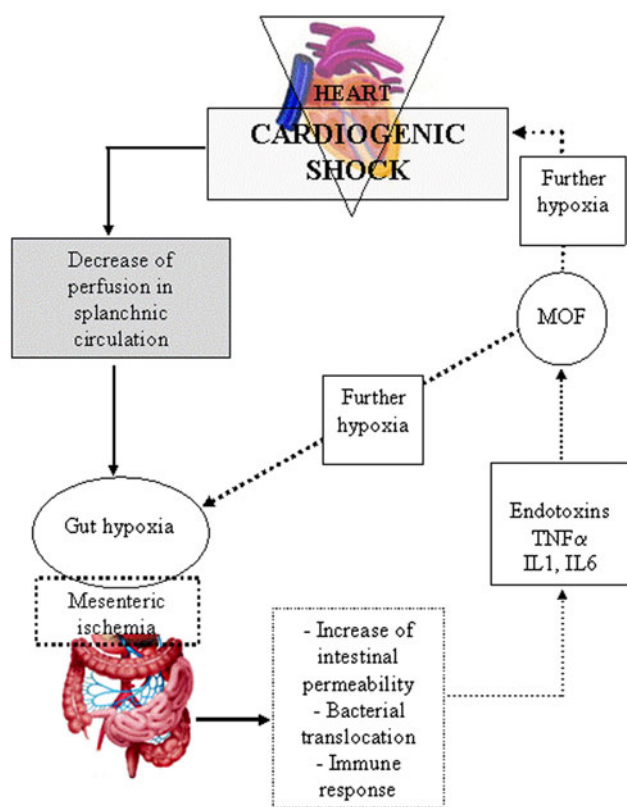 HEART
CARDIOGENIC
SHOCK
Further
hypoxia
Decrease of
perfusion in
splanchnic
circulation
MOF
Further
hypoxia
Endotoxins
TNFα
IL1, IL6
Gut hypoxia
Mesenteric
ischemia
- Increase of
intestinal
permeability
- Bacterial
translocation
- Immune
response